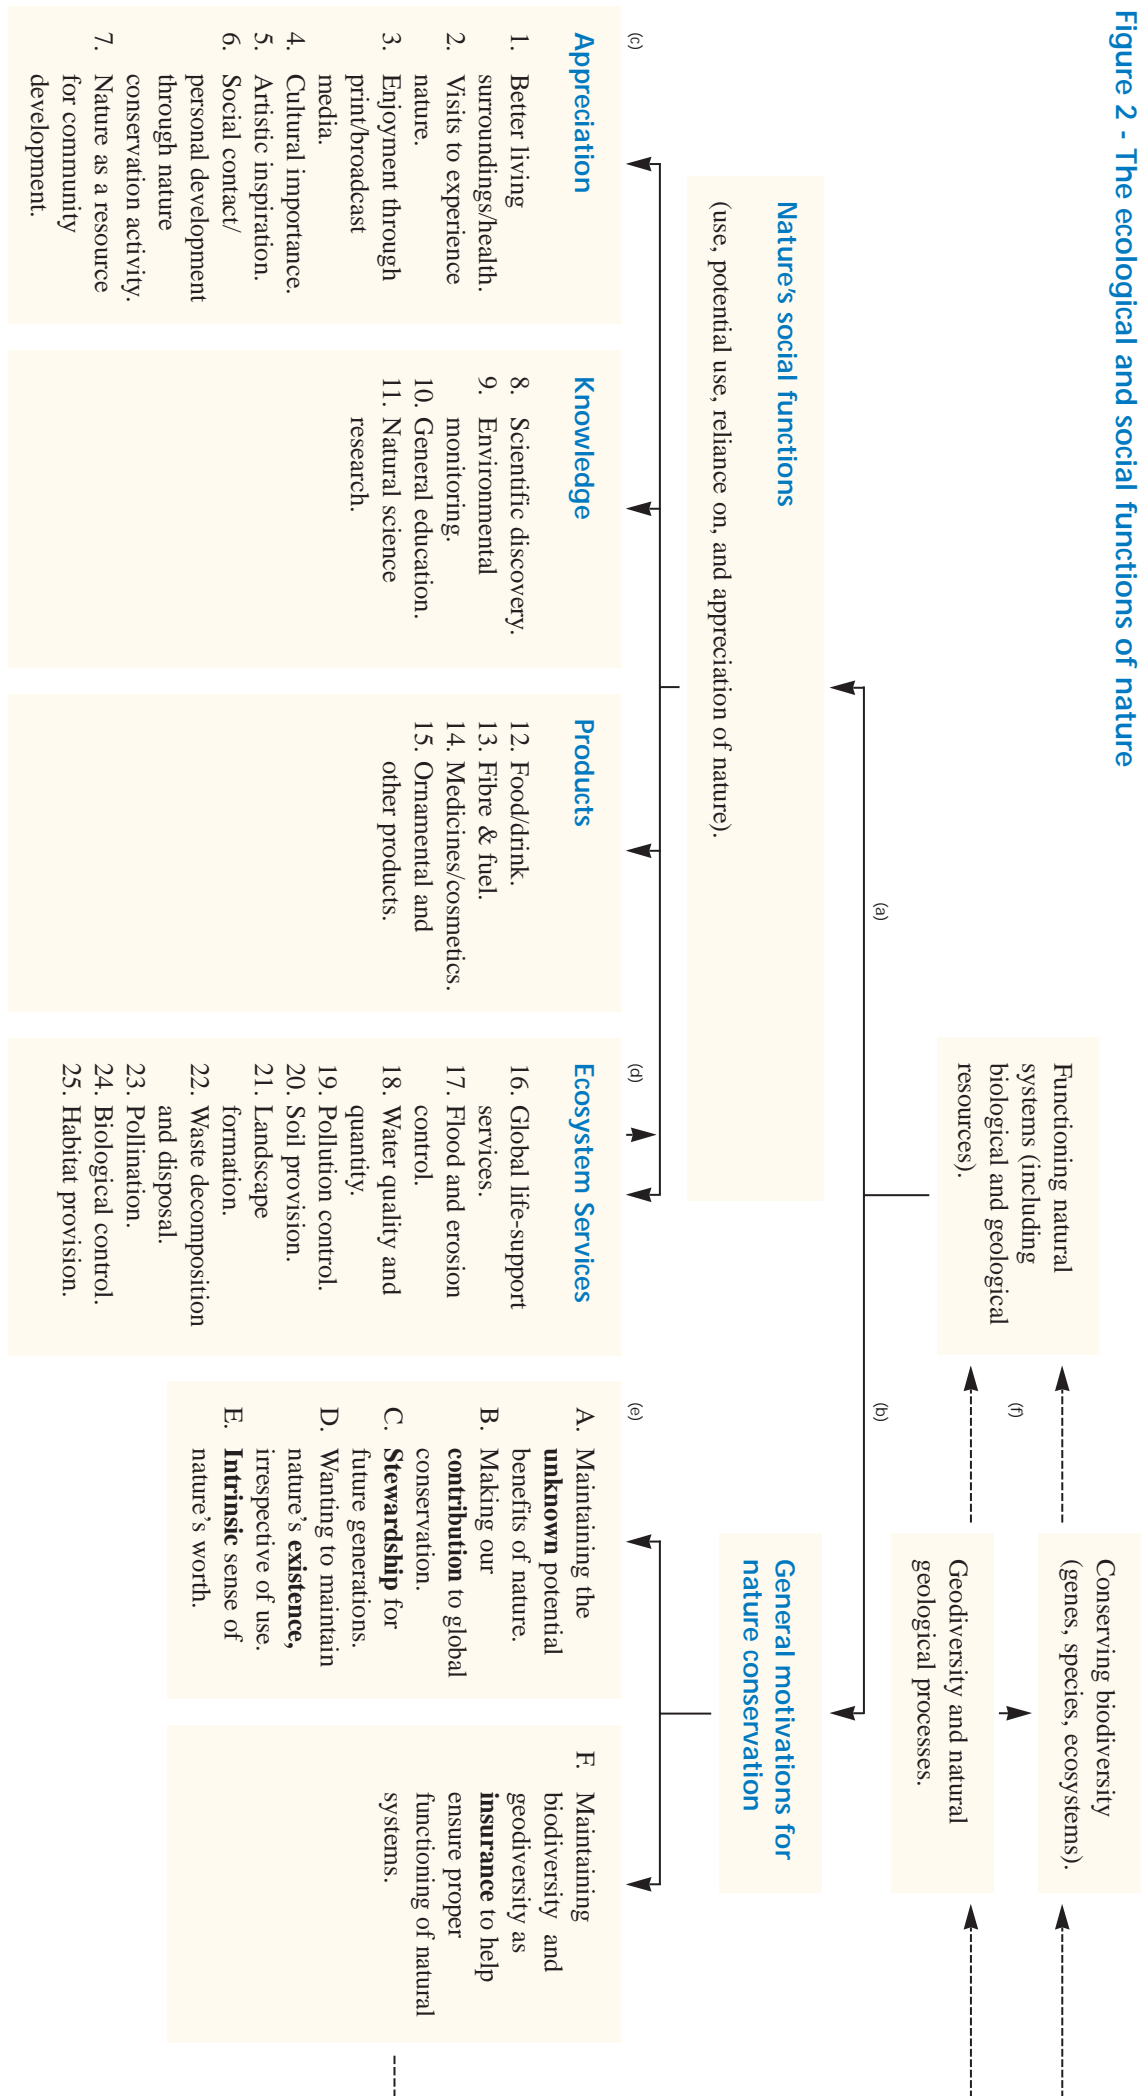 Figure 2 - The ecological and social functions of nature
Functioning natural
systems (including
biological and geological
resources).
(f)
Conserving biodiversity
(genes, species, ecosystems).
Geodiversity and natural
geological processes.
(a)
(b)
Nature's social functions
(use, potential use, reliance on, and appreciation of nature).
General motivations for
nature conservation
(c)
Appreciation
1. Better living
surroundings/health.
2. Visits to experience
nature.
3. Enjoyment through
print/broadcast
media.
4. Cultural importance.
5. Artistic inspiration.
6. Social contact/
personal development
through nature
conservation activity.
7. Nature as a resource
for community
development.
Knowledge
8. Scientific discovery.
9. Environmental
monitoring.
10. General education.
11. Natural science
research.
Products
12. Food/drink.
13. Fibre & fuel.
14. Medicines/cosmetics.
15. Ornamental and
other products.
(d)
Ecosystem Services
16. Global life-support
services.
17. Flood and erosion
control.
18. Water quality and
quantity.
19. Pollution control.
20. Soil provision.
21. Landscape
formation.
22. Waste decomposition
and disposal.
23. Pollination.
24. Biological control.
25. Habitat provision.
(e)
A. Maintaining the
unknown potential
benefits of nature.
B. Making our
contribution to global
conservation.
C. Stewardship for
future generations.
D. Wanting to maintain
nature's existence,
irrespective of use.
E. Intrinsic sense of
nature's worth.
F. Maintaining
biodiversity and
geodiversity as
insurance to help
ensure proper
functioning of natural
systems.